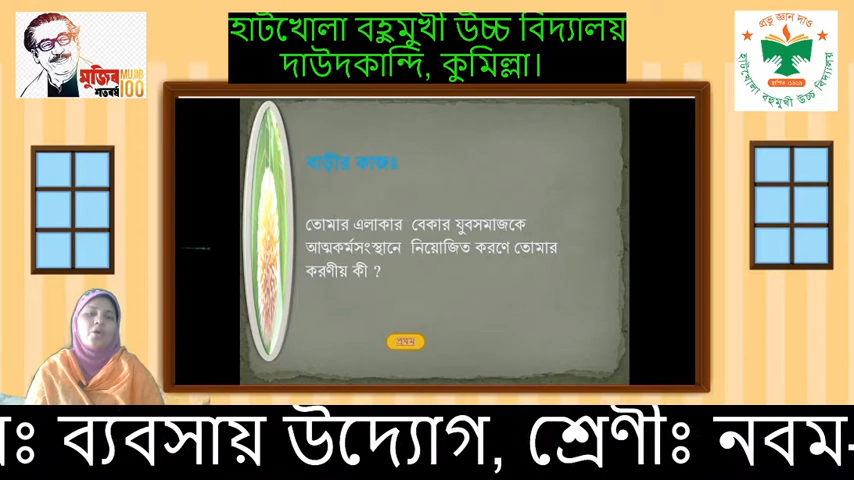 হাটখোলা বহুমুখী উচ্চ বিদ্যালয়
দাউদকান্দি, কুমিল্লা।
মুজিব
শতবর্ষ
MUJIB
100
প্রভু জ্ঞান দাও
হাটখোলা বহুমুখী উচ্চ বিদ্যালয়
বাড়ীর কাজঃ
তোমার এলাকার বেকার যুবসমাজকে
আত্মকর্মসংস্থানে নিয়োজিত করণে তোমার
করণীয় কী ?
প্রথম
ঃ ব্যবসায় উদ্যোগ, শ্রেণীঃ নবম-